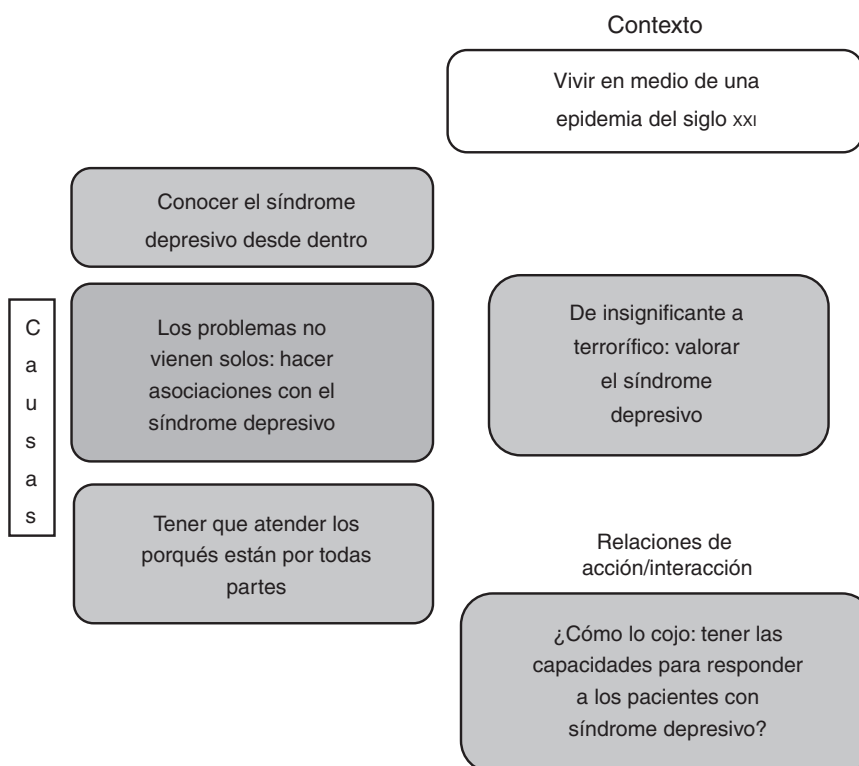 Contexto
Vivir en medio de una
epidemia del siglo XXI
Conocer el síndrome
depresivo desde dentro
Causas
Los problemas no
vienen solos: hacer
asociaciones con el
síndrome depresivo
De insignificante a
terrorífico: valorar
el síndrome
depresivo
Tener que atender los
porqués están por todas
partes
Relaciones de
acción/interacción
¿Cómo lo cojo: tener las
capacidades para responder
a los pacientes con
síndrome depresivo?